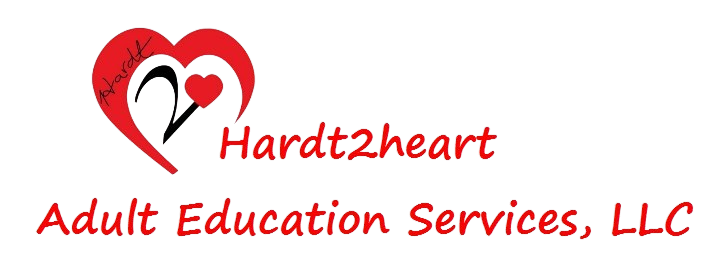 Hardt
2
Hardt2heart
Adult Education Services, LLC